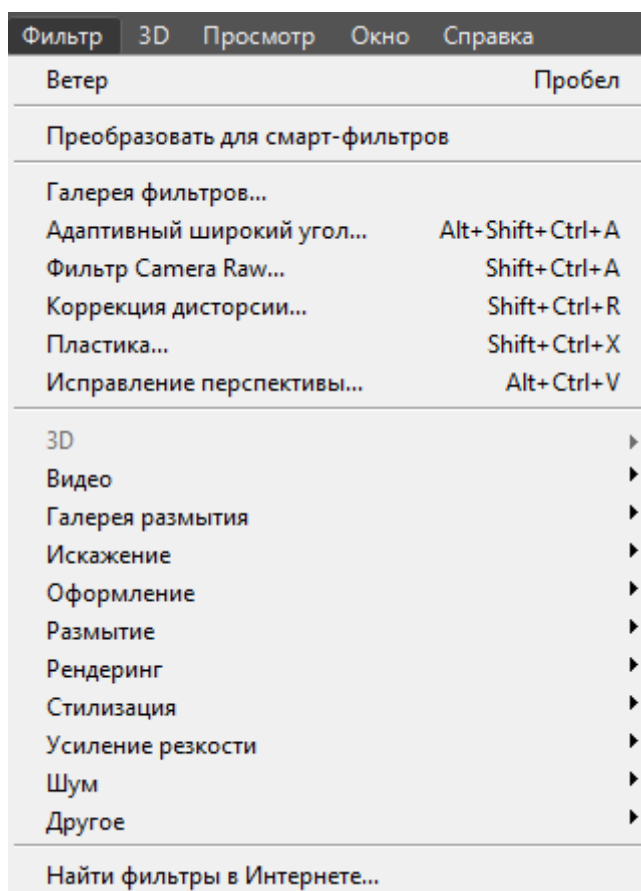 Фильтр 3D Просмотр Окно Справка
Ветер Пробел
Преобразовать для смарт-фильтров
Галерея фильтров...
Адаптивный широкий угол... Alt+Shift+Ctrl+A
Фильтр Camera Raw... Shift+Ctrl+A
Коррекция дисторсии... Shift+Ctrl+R
Пластика... Shift+Ctrl+X
Исправление перспективы... Alt+Ctrl+V
3D
Видео
Галерея размытия
Искажение
Оформление
Размытие
Рендеринг
Стилизация
Усиление резкости
Шум
Другое
Найти фильтры в Интернете...